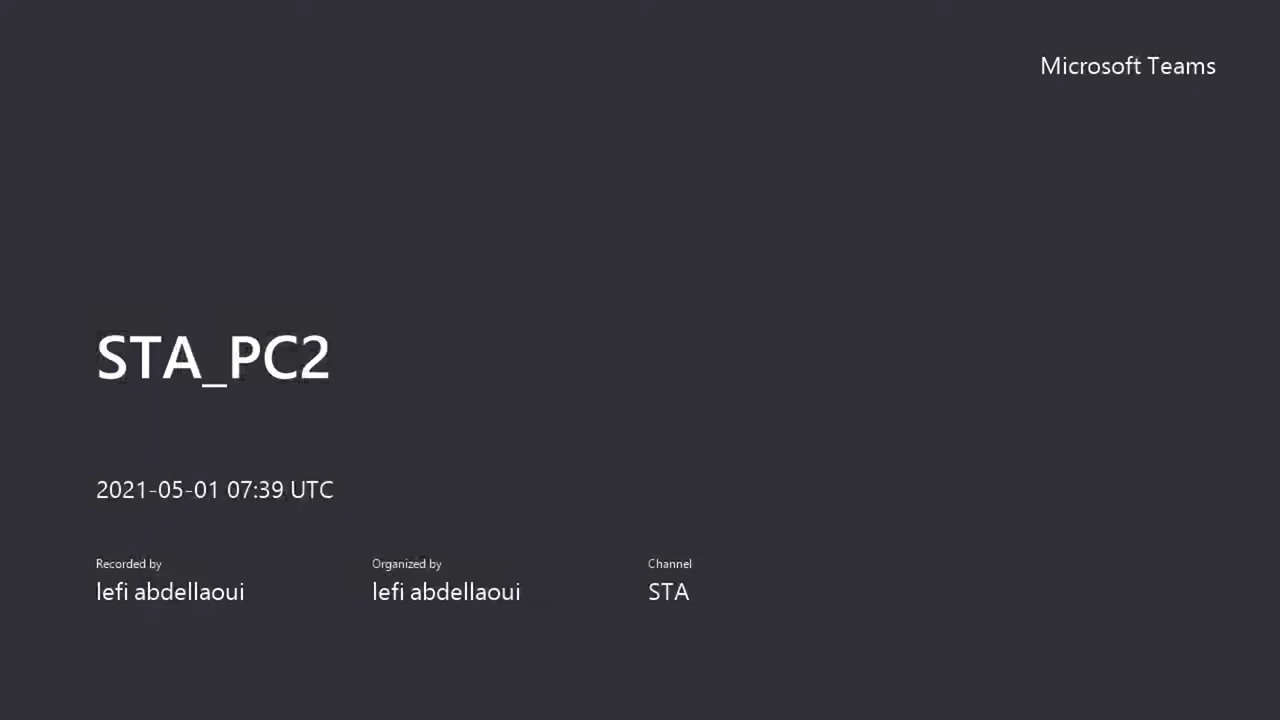 Microsoft Teams
STA_PC2
2021-05-01 07:39 UTC
Recorded by
lefi abdellaoui
Organized by
lefi abdellaoui
Channel
STA